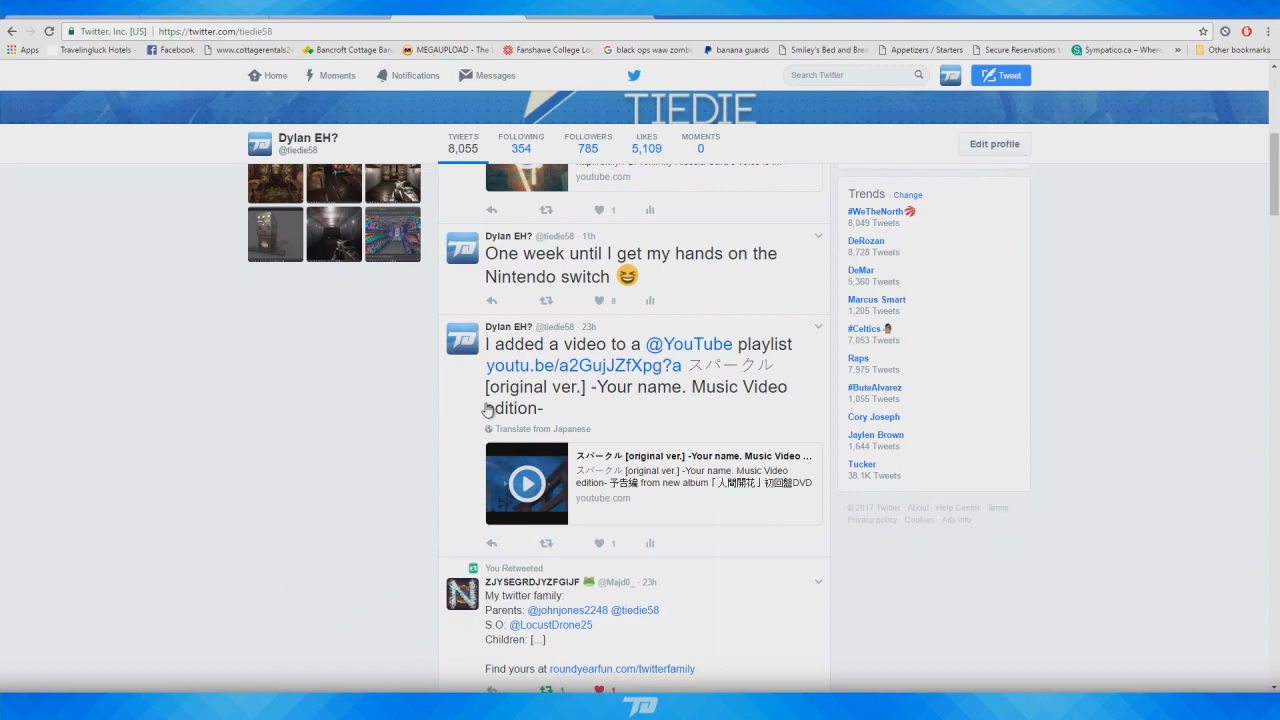 Twitter, Inc. [US] | https://twitter.com/tiedie58
Apps Travelingluck Hotels - Facebook www.cottagerentals24 Bancroft Cottage Ban MEGAUPLOAD - The Fanshawe College Log black ops waw zomb banana guards Smiley's Bed and Brea Appetizers / Starters Secure Reservations t Sympatico.ca – Where » Other bookmarks
Home Moments Notifications Messages Search Twitter Tweet
TIEDIE
Dylan EH?
@tiedie58
TWEETS FOLLOWING FOLLOWERS LIKES MOMENTS
8,055 354 785 5,109 0
Edit profile
youtube.com
1
Dylan EH? @tiedie58 · 11h
One week until I get my hands on the
Nintendo switch 😆
8
Dylan EH? @tiedie58 · 23h
I added a video to a @YouTube playlist
youtu.be/a2GujJZfXpg?a スパークル
[original ver.] -Your name. Music Video
edition-
Translate from Japanese
スパークル [original ver.] -Your name. Music Video ...
スパークル [original ver.] -Your name. Music Video
edition- 予告編 from new album「人間開花」初回盤DVD
youtube.com
1
You Retweeted
ZJYSEGRDJYZFGIJF 🐸 @Majd0_ · 23h
My twitter family:
Parents: @johnjones2248 @tiedie58
S.O: @LocustDrone25
Children: [...]
Find yours at roundyearfun.com/twitterfamily
1 1
Trends · Change
#WeTheNorth
8,049 Tweets
DeRozan
8,728 Tweets
DeMar
5,360 Tweets
Marcus Smart
1,205 Tweets
#Celtics
7,053 Tweets
Raps
7,975 Tweets
#ButeAlvarez
1,055 Tweets
Cory Joseph
Jaylen Brown
1,644 Tweets
Tucker
38.1K Tweets
© 2017 Twitter About Help Center Terms
Privacy policy Cookies Ads info